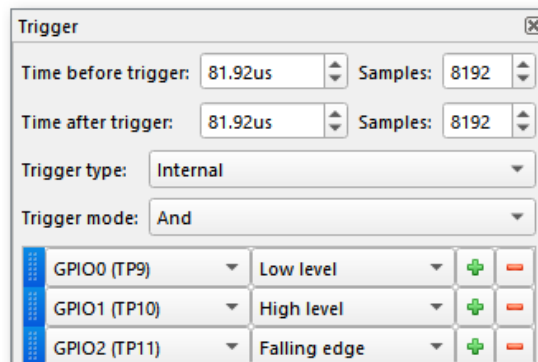 Trigger
Time before trigger: 81.92us Samples: 8192
Time after trigger: 81.92us Samples: 8192
Trigger type: Internal
Trigger mode: And
GPIO0 (TP9) Low level
GPIO1 (TP10) High level
GPIO2 (TP11) Falling edge